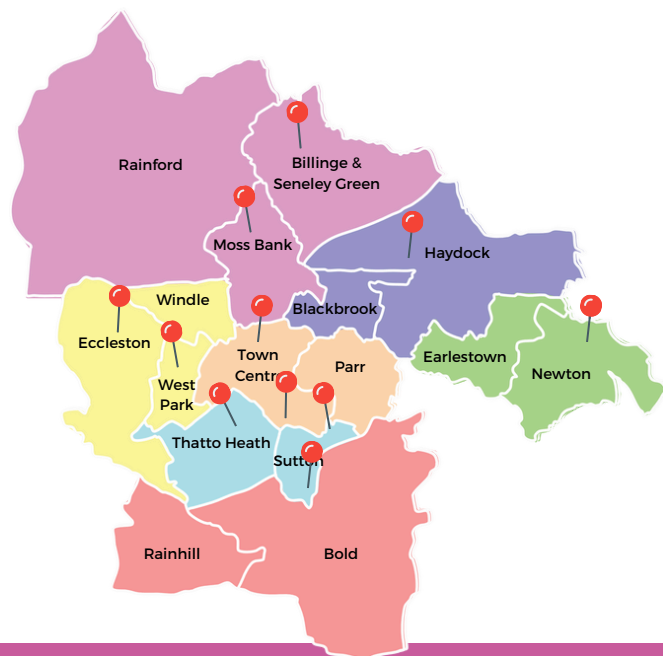 Rainford
Billinge &
Seneley Green
Moss Bank
Haydock
Windle
Blackbrook
Eccleston
Town
Centr
Parr
Earlestown
West
Park
Newton
Thatto Heath
Sutton
Rainhill
Bold